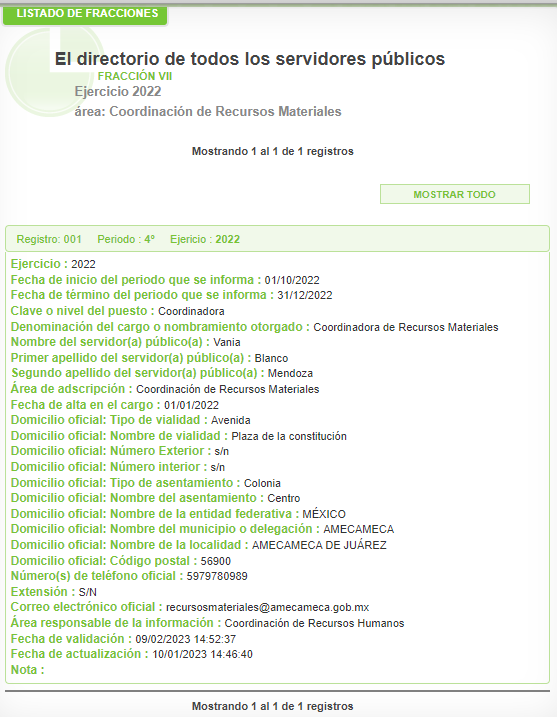 LISTADO DE FRACCIONES
El directorio de todos los servidores públicos
FRACCIÓN VII
Ejercicio 2022
área: Coordinación de Recursos Materiales
Mostrando 1 al 1 de 1 registros
MOSTRAR TODO
Registro: 001 Periodo : 4º Ejericio : 2022
Ejercicio : 2022
Fecha de inicio del periodo que se informa : 01/10/2022
Fecha de término del periodo que se informa : 31/12/2022
Clave o nivel del puesto : Coordinadora
Denominación del cargo o nombramiento otorgado : Coordinadora de Recursos Materiales
Nombre del servidor(a) público(a) : Vania
Primer apellido del servidor(a) público(a) : Blanco
Segundo apellido del servidor(a) público(a) : Mendoza
Área de adscripción : Coordinación de Recursos Materiales
Fecha de alta en el cargo : 01/01/2022
Domicilio oficial: Tipo de vialidad : Avenida
Domicilio oficial: Nombre de vialidad : Plaza de la constitución
Domicilio oficial: Número Exterior : s/n
Domicilio oficial: Número interior : s/n
Domicilio oficial: Tipo de asentamiento : Colonia
Domicilio oficial: Nombre del asentamiento : Centro
Domicilio oficial: Nombre de la entidad federativa : MÉXICO
Domicilio oficial: Nombre del municipio o delegación : AMECAMECA
Domicilio oficial: Nombre de la localidad : AMECAMECA DE JUÁREZ
Domicilio oficial: Código postal : 56900
Número(s) de teléfono oficial : 5979780989
Extensión : S/N
Correo electrónico oficial : recursosmateriales@amecameca.gob.mx
Área responsable de la información : Coordinación de Recursos Humanos
Fecha de validación : 09/02/2023 14:52:37
Fecha de actualización : 10/01/2023 14:46:40
Nota :
Mostrando 1 al 1 de 1 registros